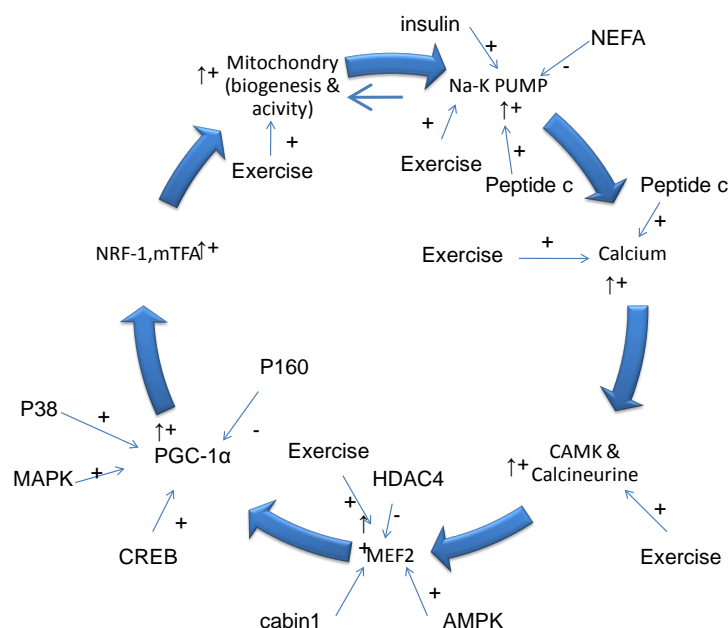 insulin
+
NEFA
-
↑+
Mitochondry
(biogenesis &
acivity)
Na-K PUMP
↑+
+
Exercise
+
Exercise
+
Peptide c
Peptide c
+
Exercise
+
Calcium
↑+
NRF-1,mTFA↑+
P160
-
P38
+
↑+
PGC-1α
MAPK
+
+
CREB
Exercise
+
HDAC4
-
↑
+
MEF2
cabin1
+
AMPK
↑+
CAMK &
Calcineurine
+
Exercise